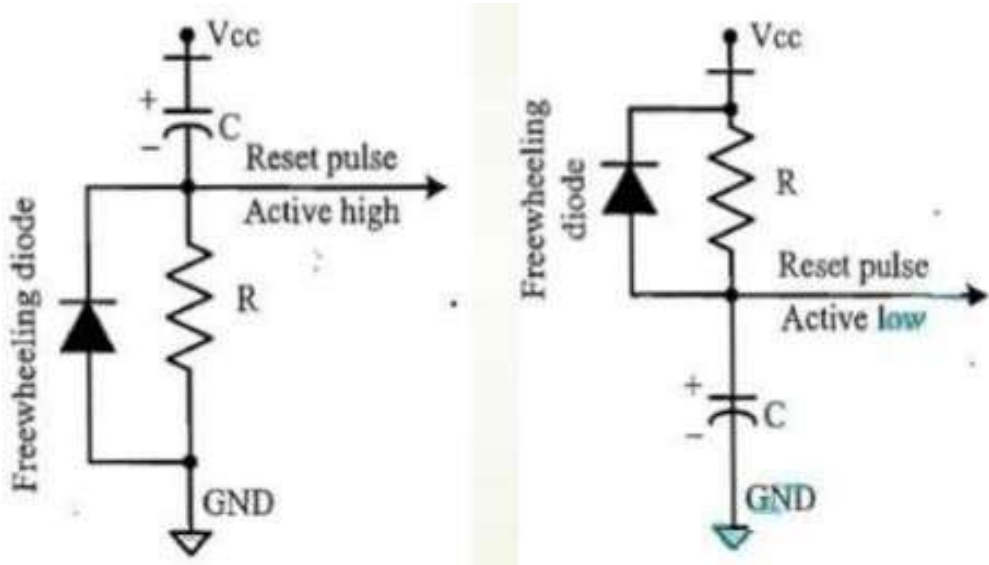 Vcc
+
C
−
Reset pulse
Active high
Freewheeling diode
R
GND
Vcc
Freewheeling
diode
R
Reset pulse
Active low
+
C
−
GND